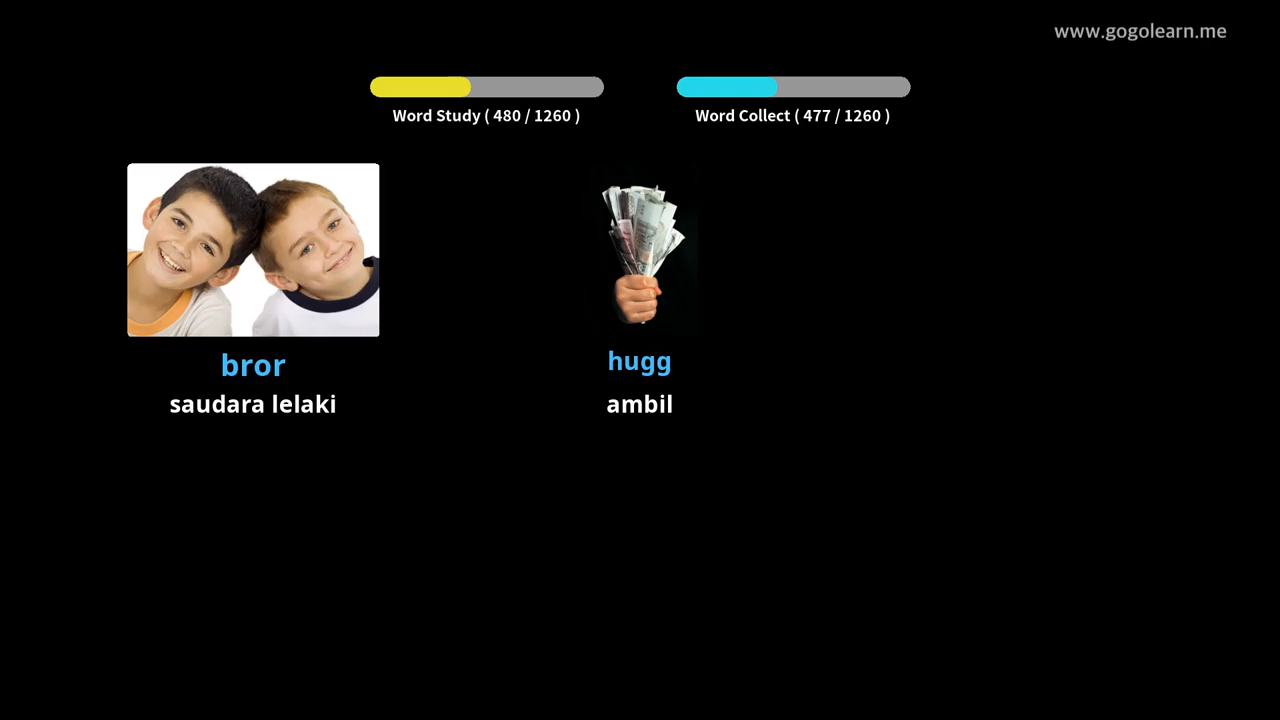 www.gogolearn.me
Word Study ( 480 / 1260 )
Word Collect ( 477 / 1260 )
bror
saudara lelaki
hugg
ambil